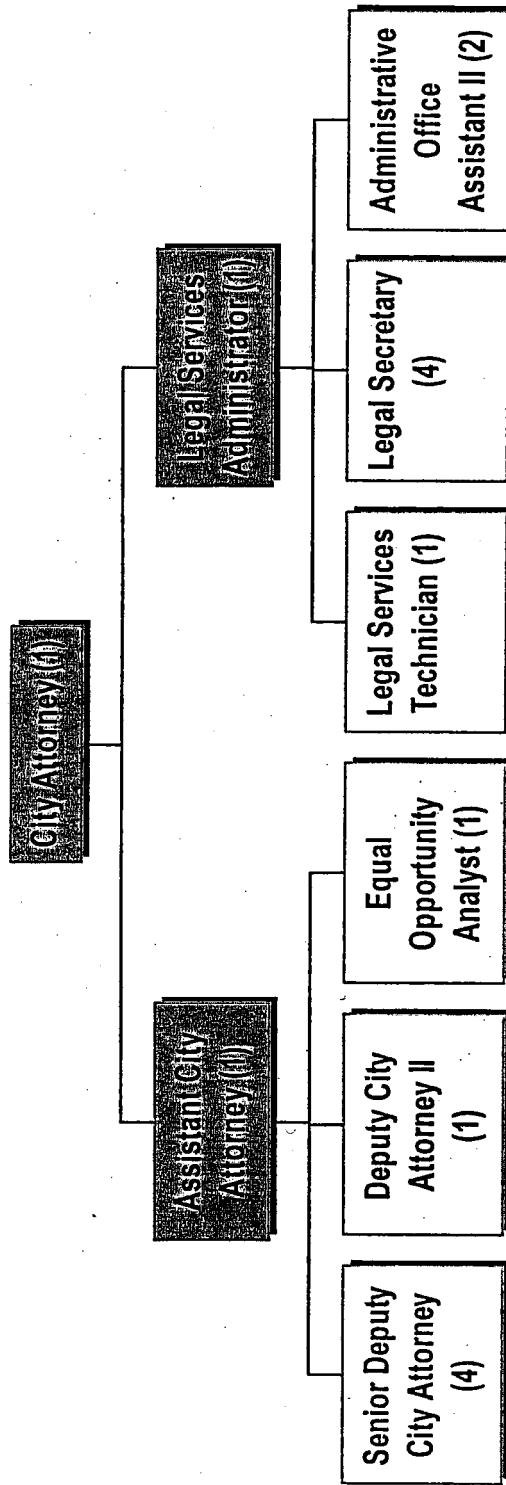 City Attorney (1)
Assistant City
Attorney (1)
Legal Services
Administrator (1)
Senior Deputy
City Attorney
(4)
Deputy City
Attorney II
(1)
Equal
Opportunity
Analyst (1)
Legal Services
Technician (1)
Legal Secretary
(4)
Administrative
Office
Assistant II (2)